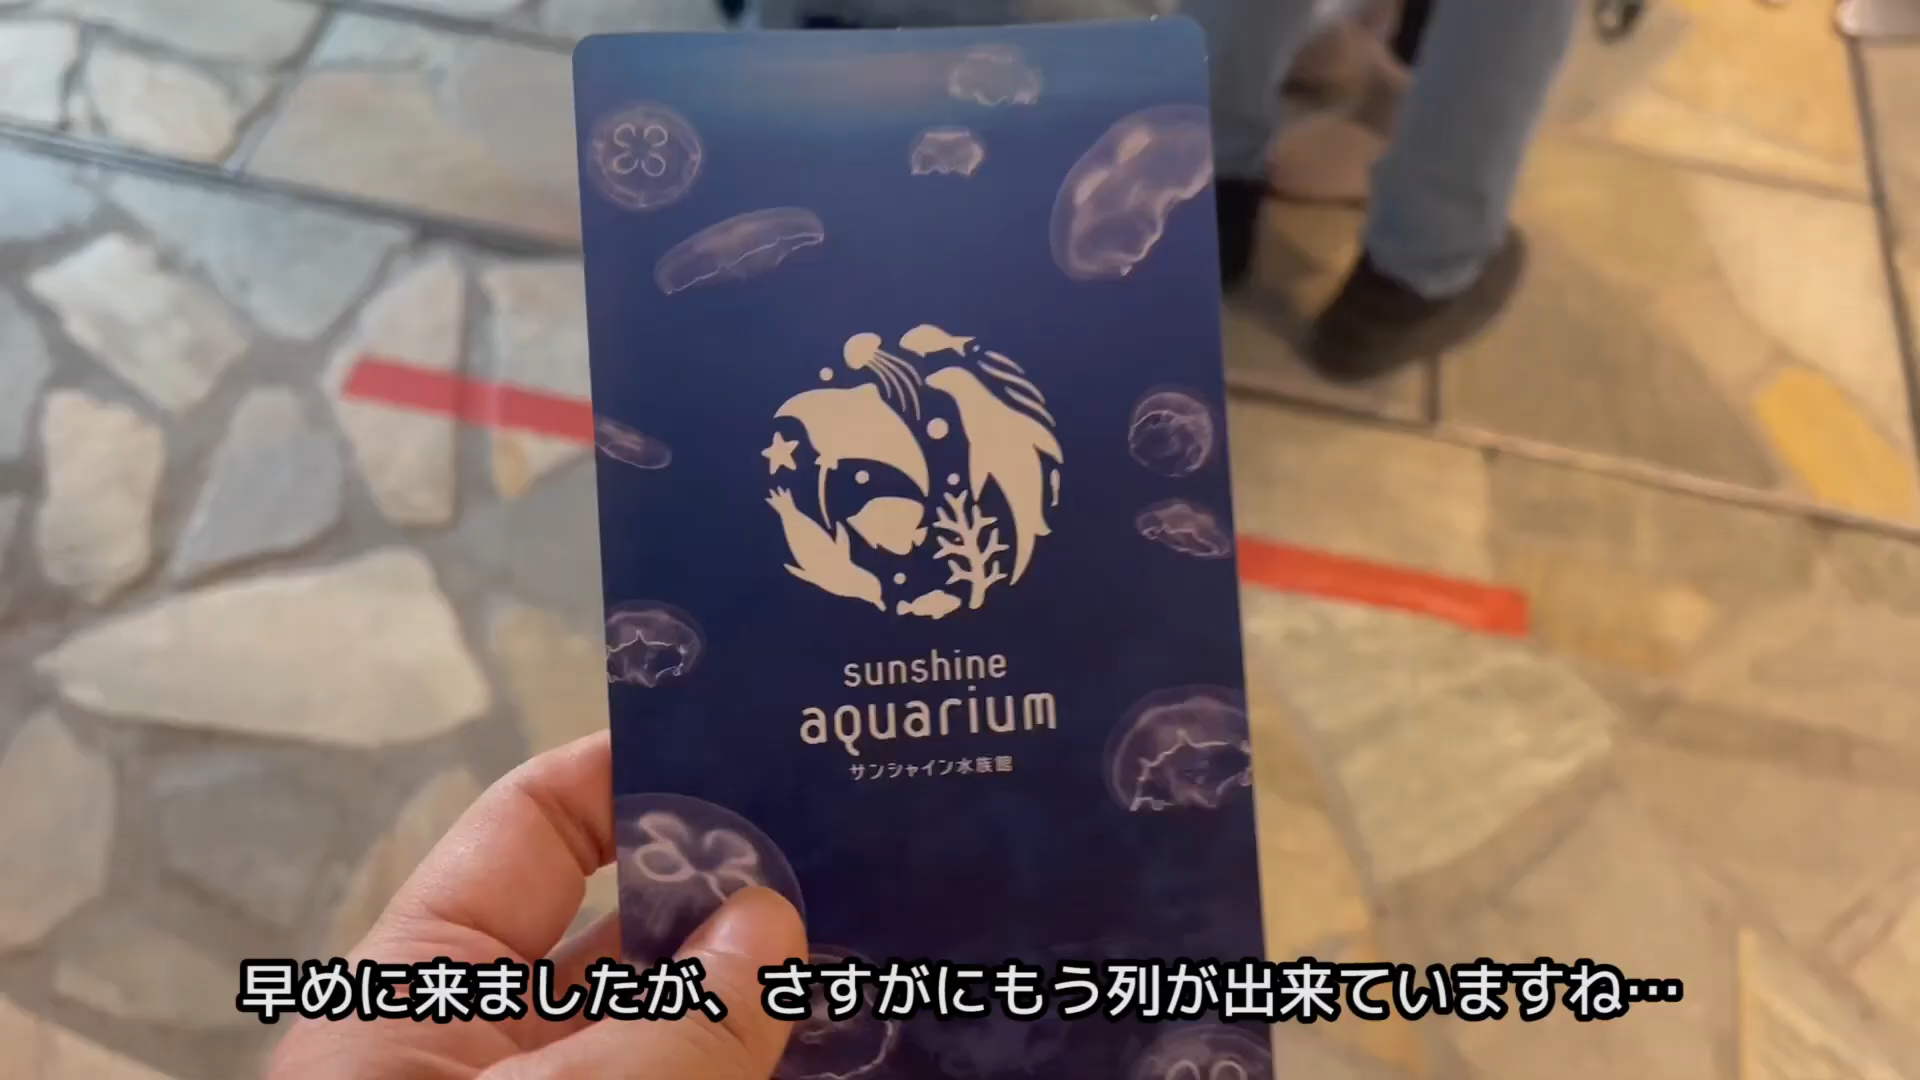 sunshine
aquarium
サンシャイン水族館
早めに来ましたが、さすがにもう列が出来ていますね…